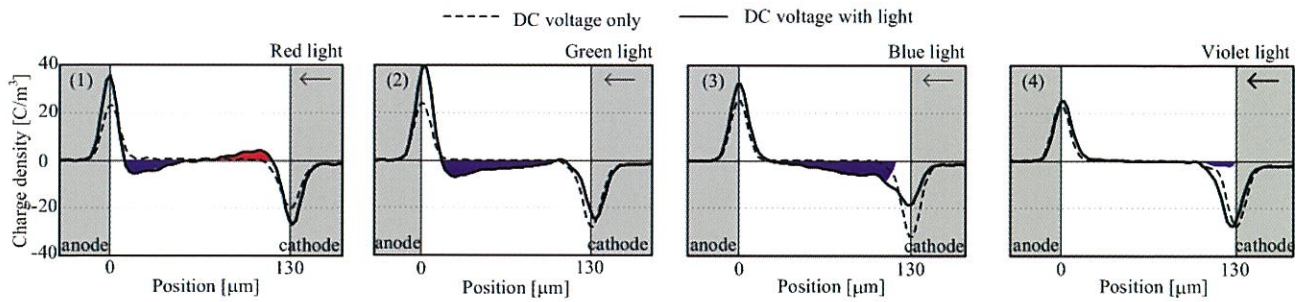 DC voltage only
DC voltage with light
Red light
Green light
Blue light
Violet light
Charge density [C/m³]
40
20
0
-20
-40
(1)
anode
cathode
0
130
Position [μm]
(2)
anode
cathode
0
130
Position [μm]
(3)
anode
cathode
0
130
Position [μm]
(4)
anode
cathode
0
130
Position [μm]